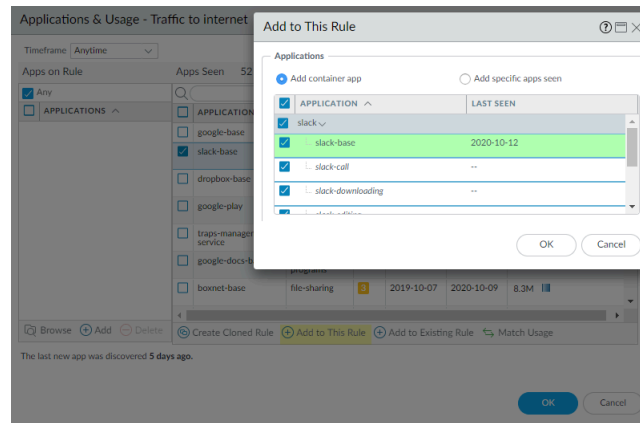 Applications & Usage - Traffic to internet
Timeframe Anytime
Apps on Rule
Any
APPLICATIONS
Browse Add Delete
Apps Seen 52
APPLICATION
google-base
slack-base
dropbox-base
google-play
traps-manager
service
google-docs-b
programs
boxnet-base file-sharing 3 2019-10-07 2020-10-09 8.3M
Create Cloned Rule Add to This Rule Add to Existing Rule Match Usage
The last new app was discovered 5 days ago.
OK Cancel
Add to This Rule
Applications
Add container app Add specific apps seen
APPLICATION LAST SEEN
slack
slack-base 2020-10-12
slack-call --
slack-downloading --
slack-editing
OK Cancel